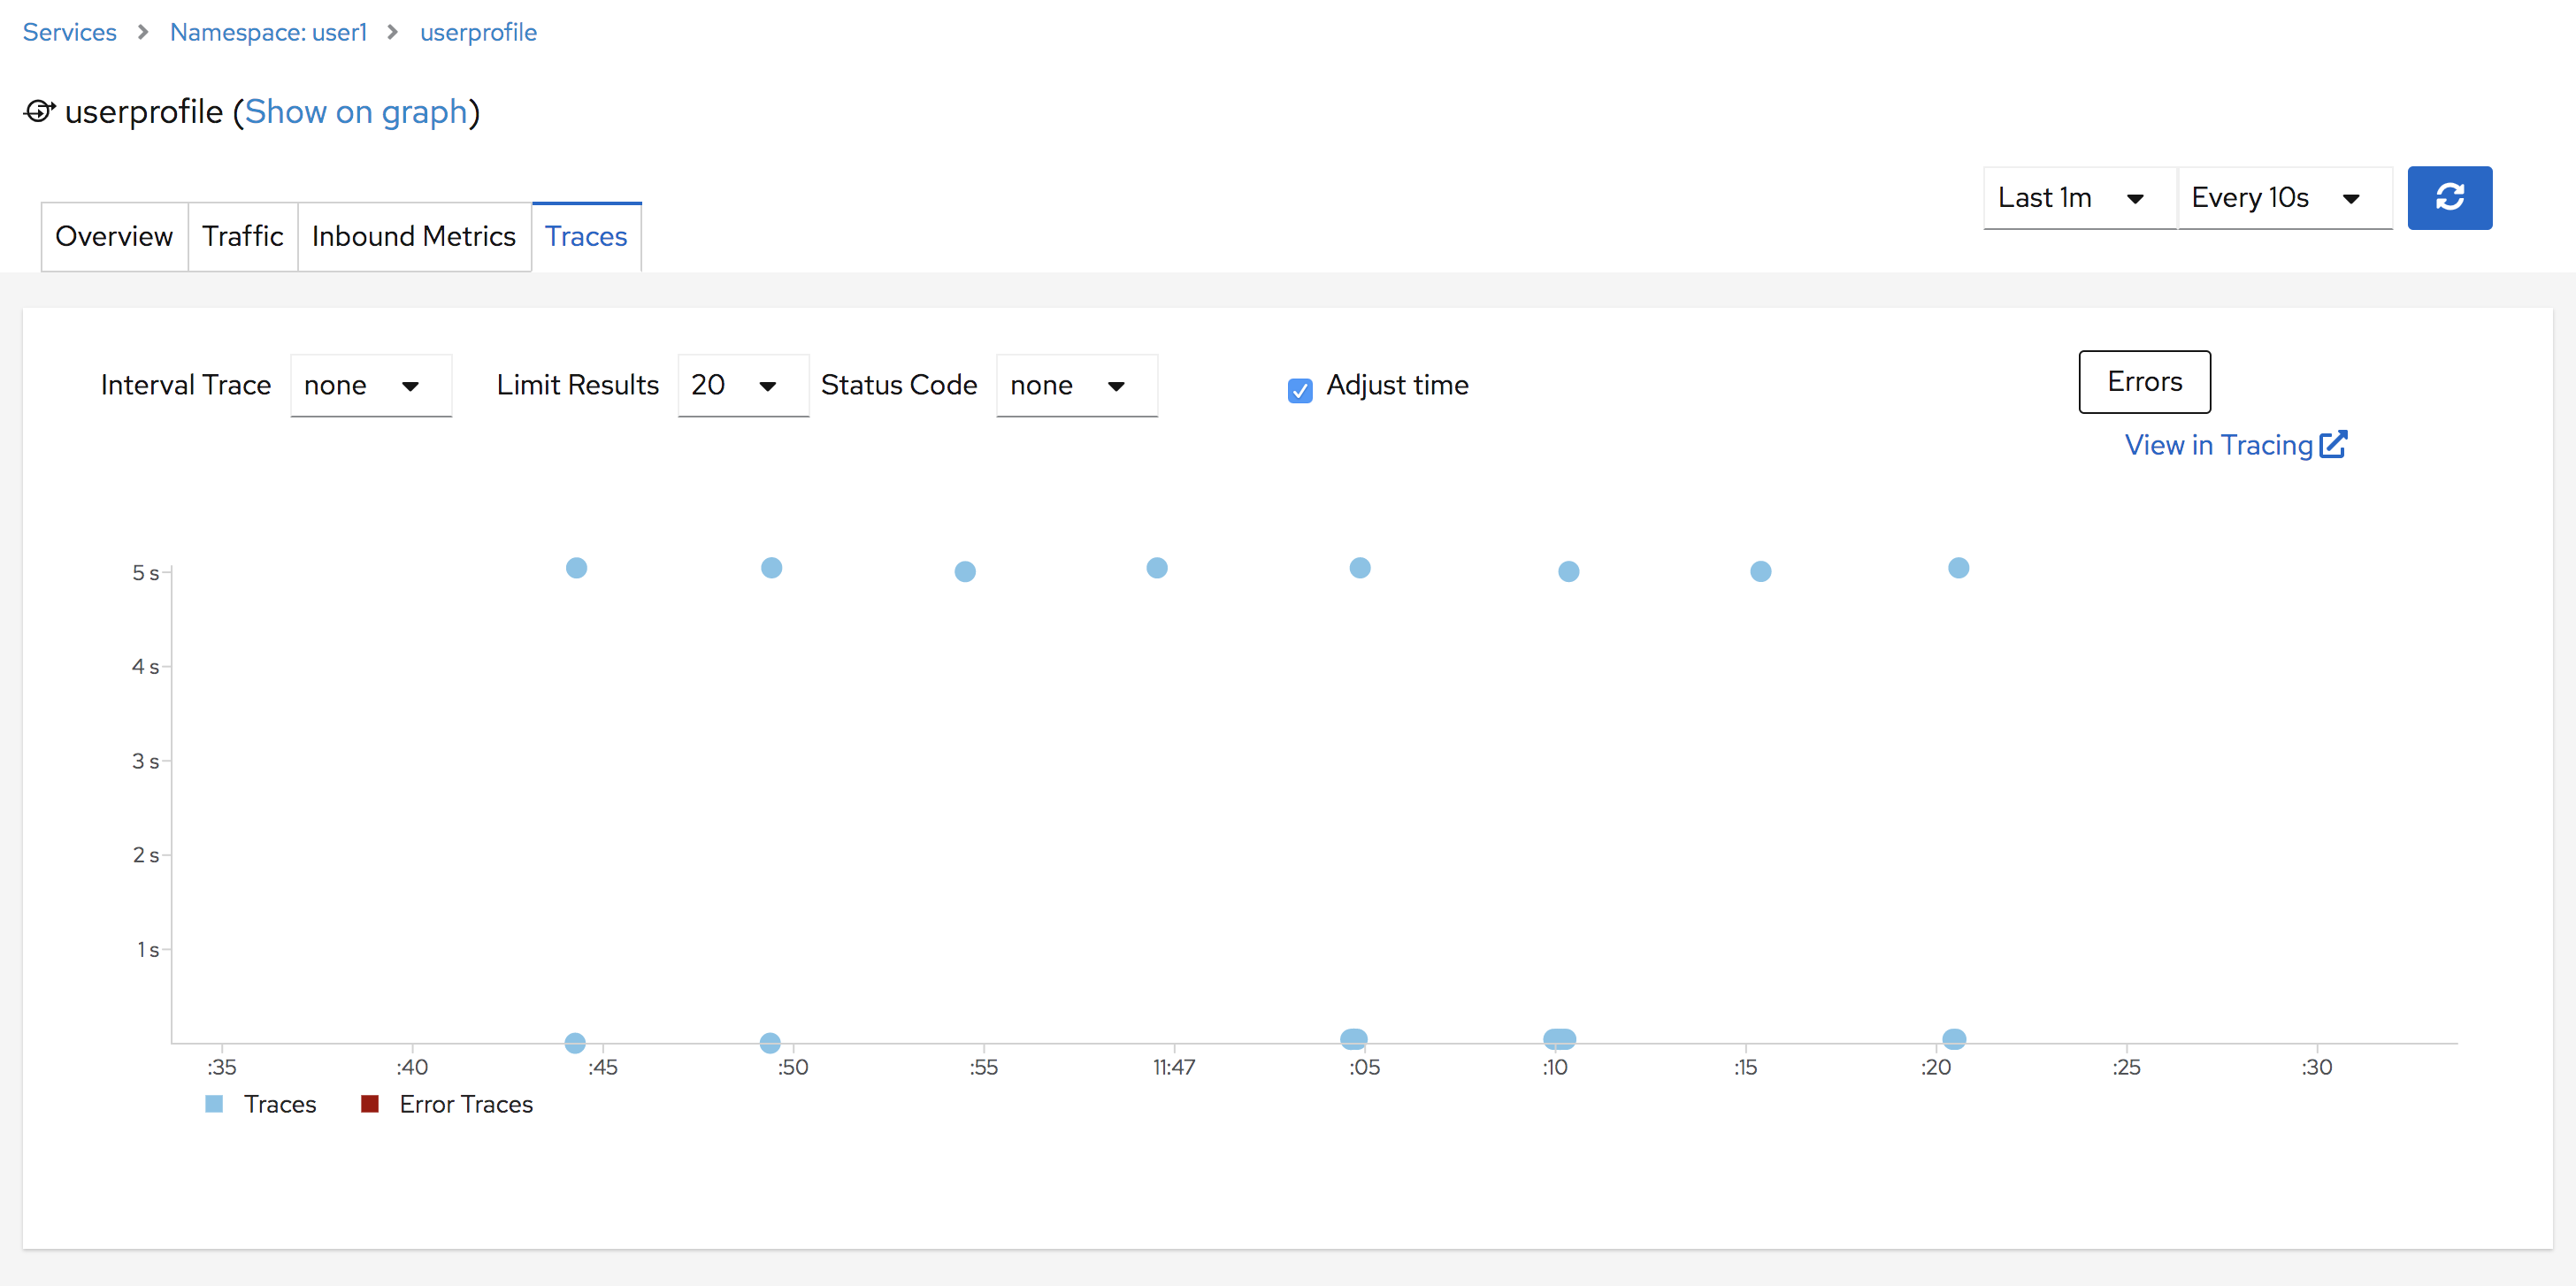 Services > Namespace: user1 > userprofile
userprofile (Show on graph)
Last 1m Every 10s
Overview Traffic Inbound Metrics Traces
Interval Trace none Limit Results 20 Status Code none Adjust time Errors
View in Tracing
5 s
4 s
3 s
2 s
1 s
:35 :40 :45 :50 :55 11:47 :05 :10 :15 :20 :25 :30
Traces Error Traces